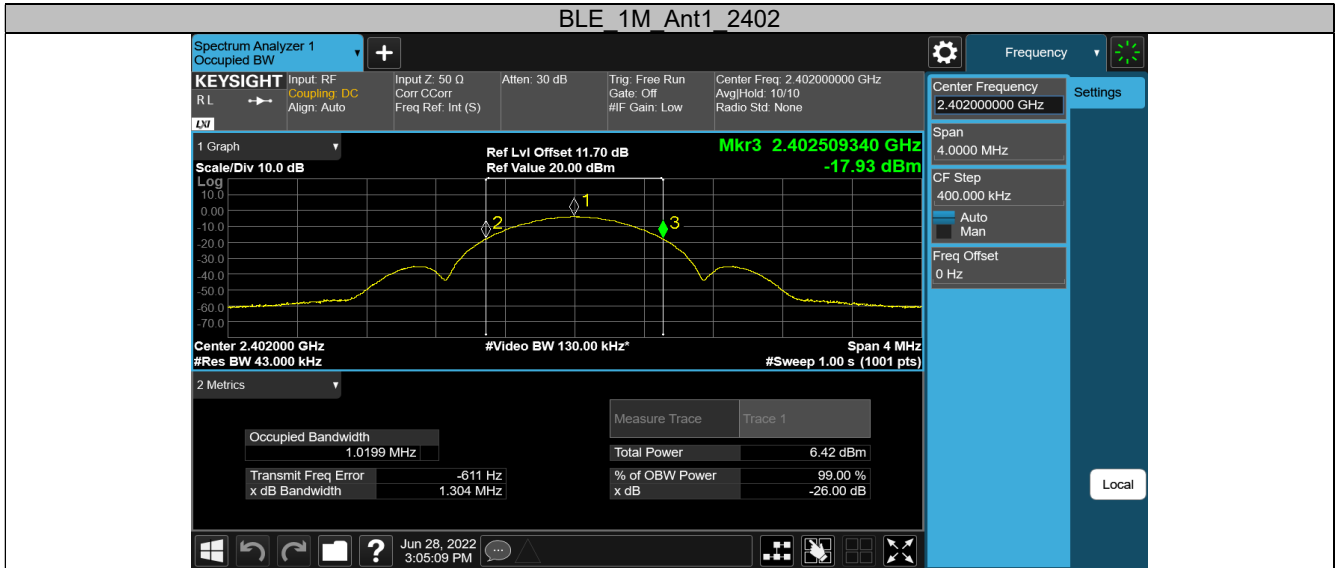 BLE_1M_Ant1_2402
Spectrum Analyzer 1
Occupied BW
Frequency
KEYSIGHT
R L
LXI
Input: RF
Coupling: DC
Align: Auto
Input Z: 50 Ω
Corr CCorr
Freq Ref: Int (S)
Atten: 30 dB
Trig: Free Run
Gate: Off
#IF Gain: Low
Center Freq: 2.402000000 GHz
Avg|Hold: 10/10
Radio Std: None
Center Frequency
2.402000000 GHz
Settings
Span
4.0000 MHz
CF Step
400.000 kHz
Auto
Man
Freq Offset
0 Hz
1 Graph
Scale/Div 10.0 dB
Ref Lvl Offset 11.70 dB
Ref Value 20.00 dBm
Mkr3 2.402509340 GHz
-17.93 dBm
Log
10.0
0.00
-10.0
-20.0
-30.0
-40.0
-50.0
-60.0
-70.0
1
2
3
Center 2.402000 GHz
#Video BW 130.00 kHz*
Span 4 MHz
#Res BW 43.000 kHz
#Sweep 1.00 s (1001 pts)
2 Metrics
Measure Trace
Trace 1
Occupied Bandwidth
1.0199 MHz
Total Power
6.42 dBm
Transmit Freq Error
-611 Hz
% of OBW Power
99.00 %
x dB Bandwidth
1.304 MHz
x dB
-26.00 dB
Local
?
Jun 28, 2022
3:05:09 PM